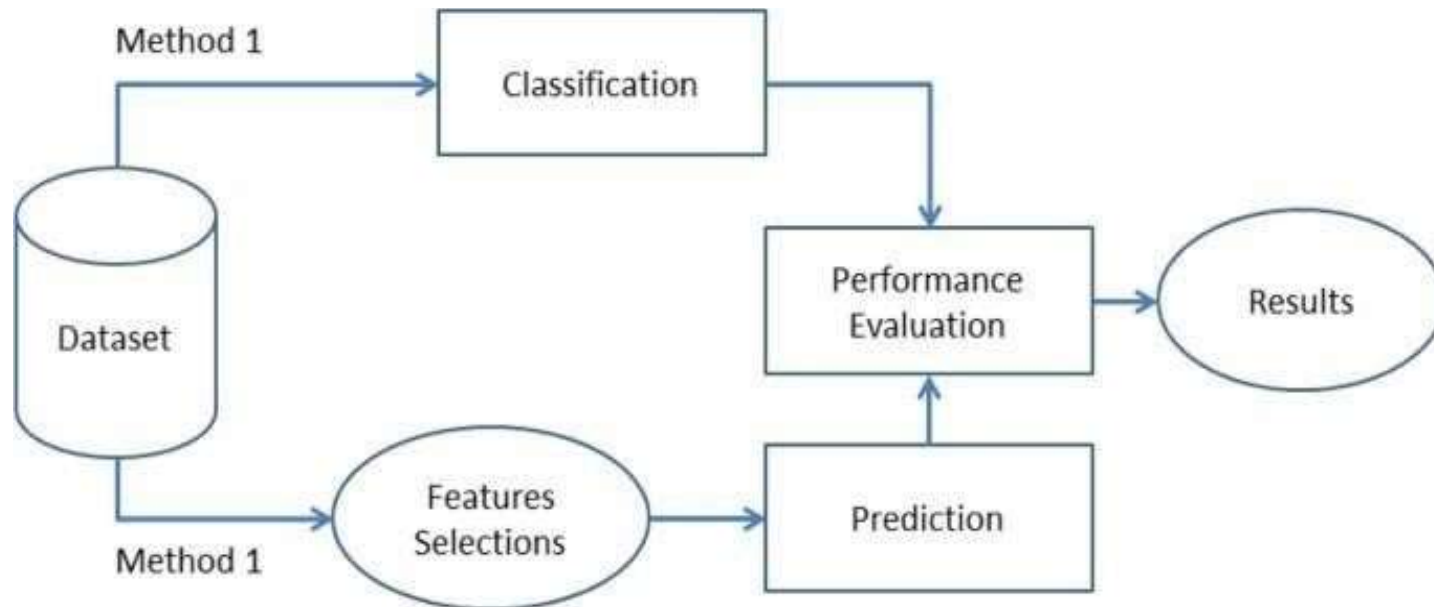 Method 1
Classification
Dataset
Performance
Evaluation
Results
Features
Selections
Prediction
Method 1